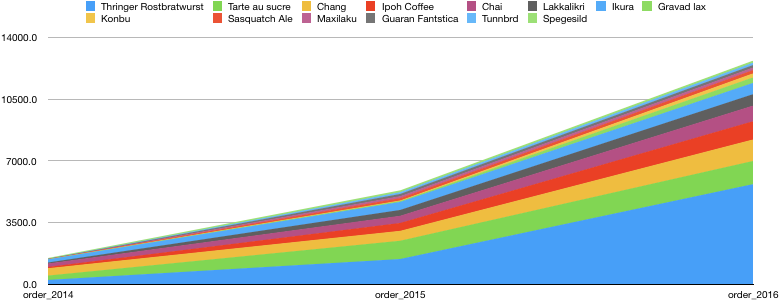 Thringer Rostbratwurst Tarte au sucre Chang Ipoh Coffee Chai Lakkalikri Ikura Gravad lax
Konbu Sasquatch Ale Maxilaku Guaran Fantstica Tunnbrd Spegesild
14000.0
10500.0
7000.0
3500.0
0.0
order_2014 order_2015 order_2016